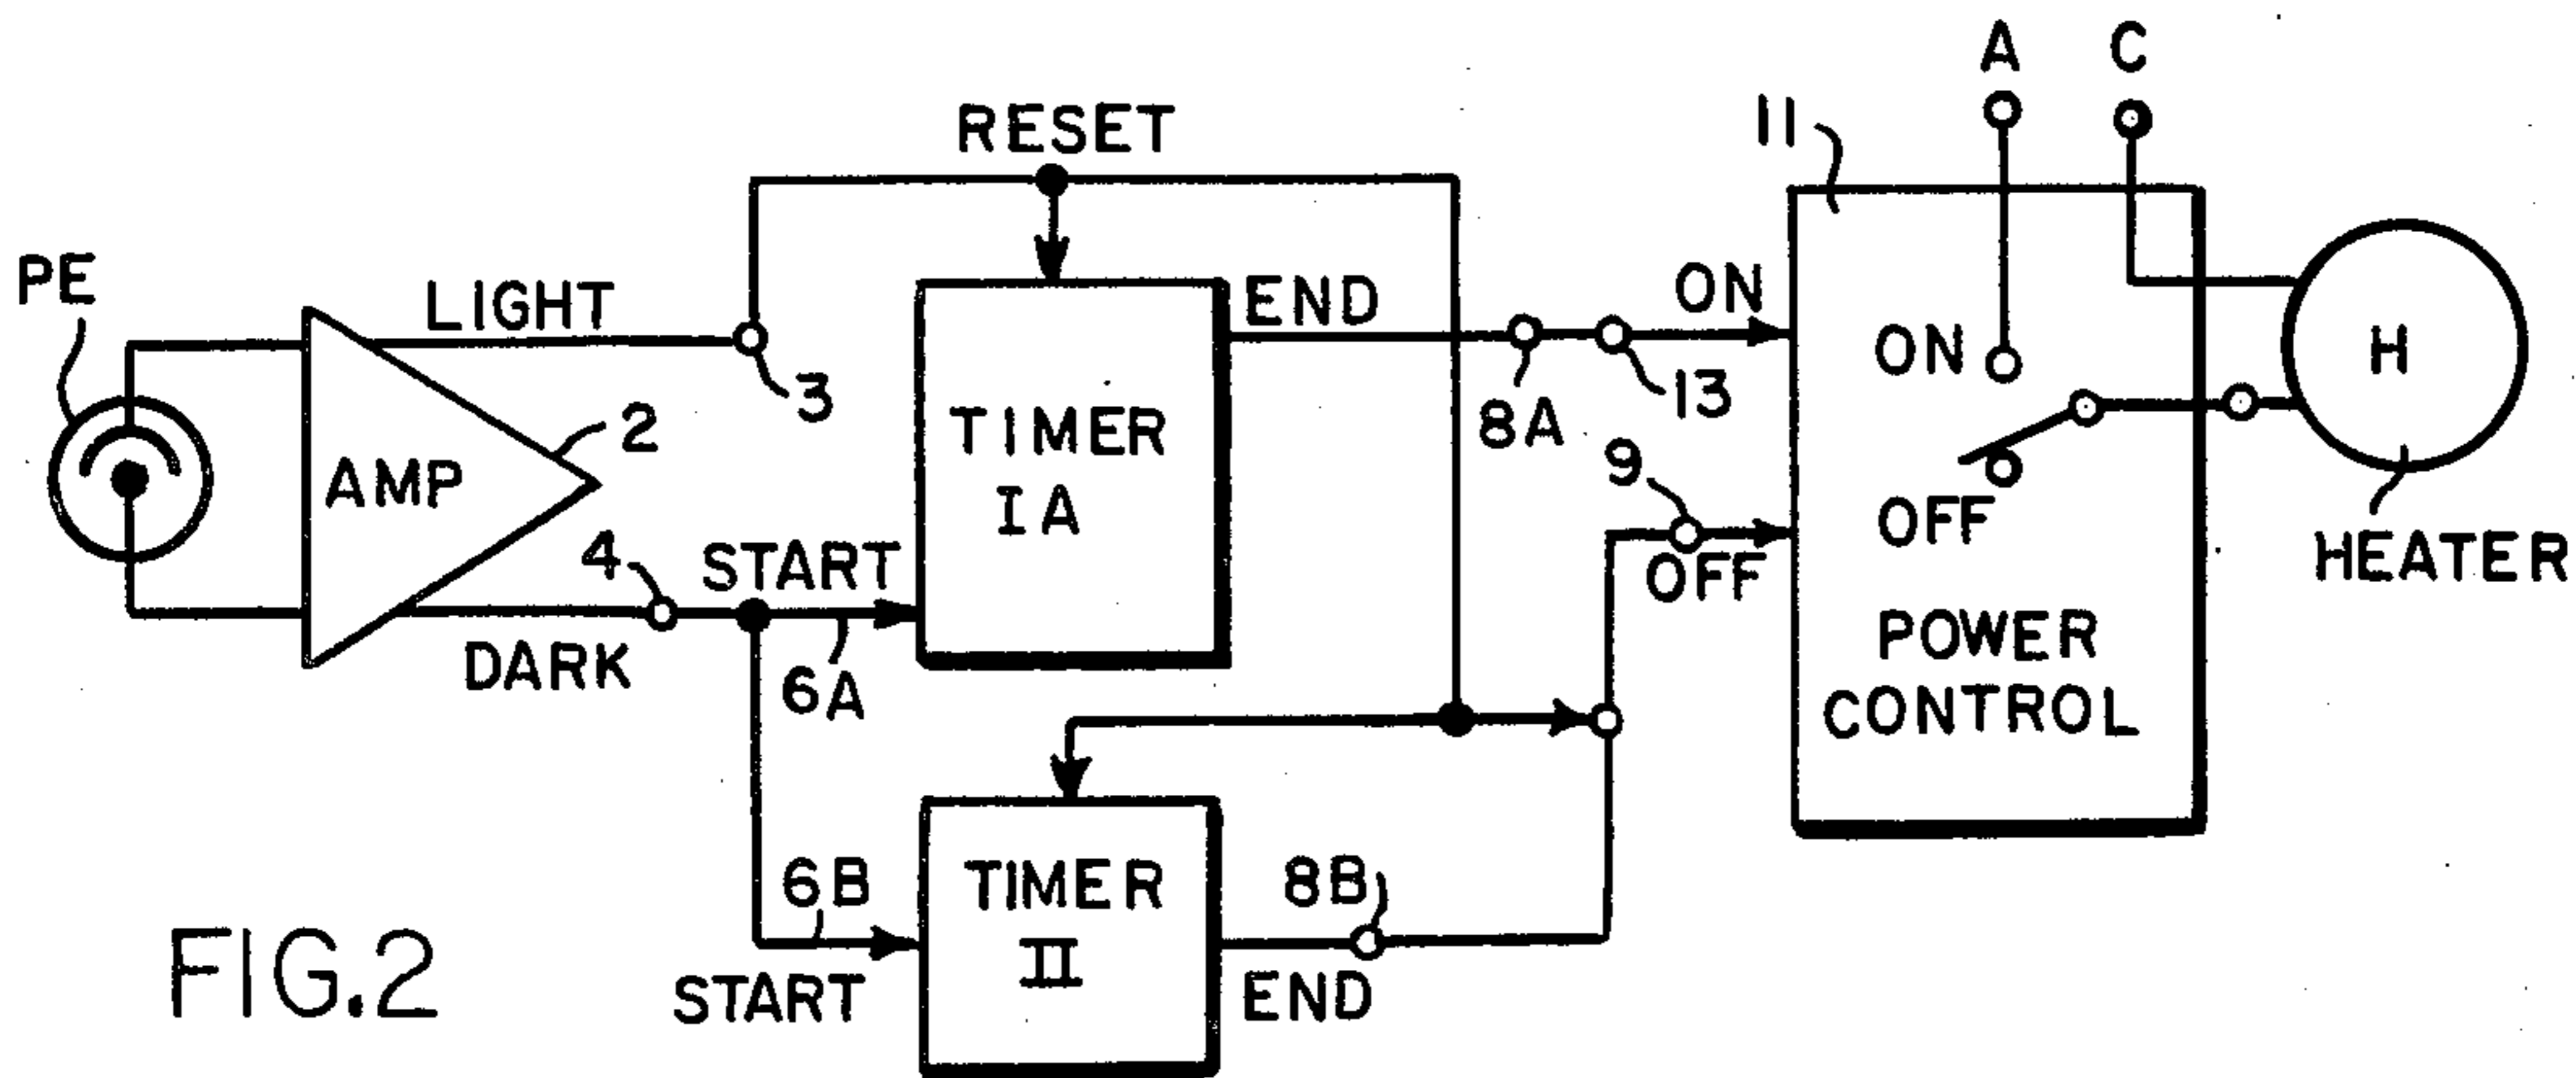 A C
RESET
11
PE
LIGHT
END
ON
3
ON
H
2
TIMER
IA
8A
13
AMP
9
4
START
OFF
OFF
HEATER
DARK
6A
POWER
CONTROL
6B
TIMER
II
8B
START
END
FIG.2